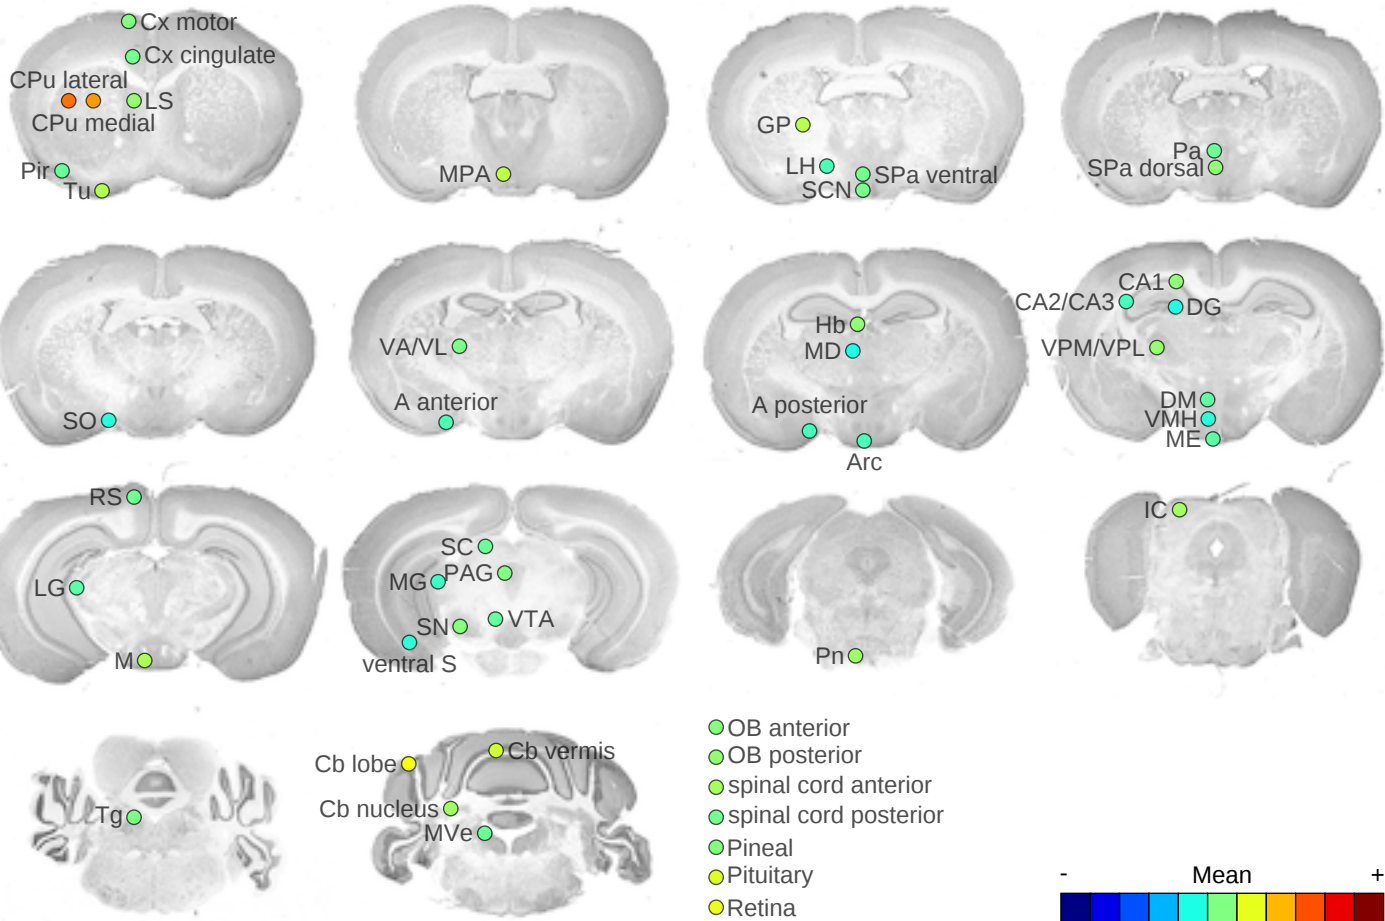 Cx motor
Cx cingulate
CPu lateral
LS
CPu medial
Pir
Tu
MPA
GP
LH
SPa ventral
SCN
Pa
SPa dorsal
SO
VA/VL
A anterior
Hb
MD
A posterior
Arc
CA1
CA2/CA3
DG
VPM/VPL
DM
VMH
ME
RS
LG
M
SC
MG
PAG
SN
VTA
ventral S
Pn
IC
Tg
Cb lobe
Cb vermis
Cb nucleus
MVe
OB anterior
OB posterior
spinal cord anterior
spinal cord posterior
Pineal
Pituitary
Retina
- Mean +